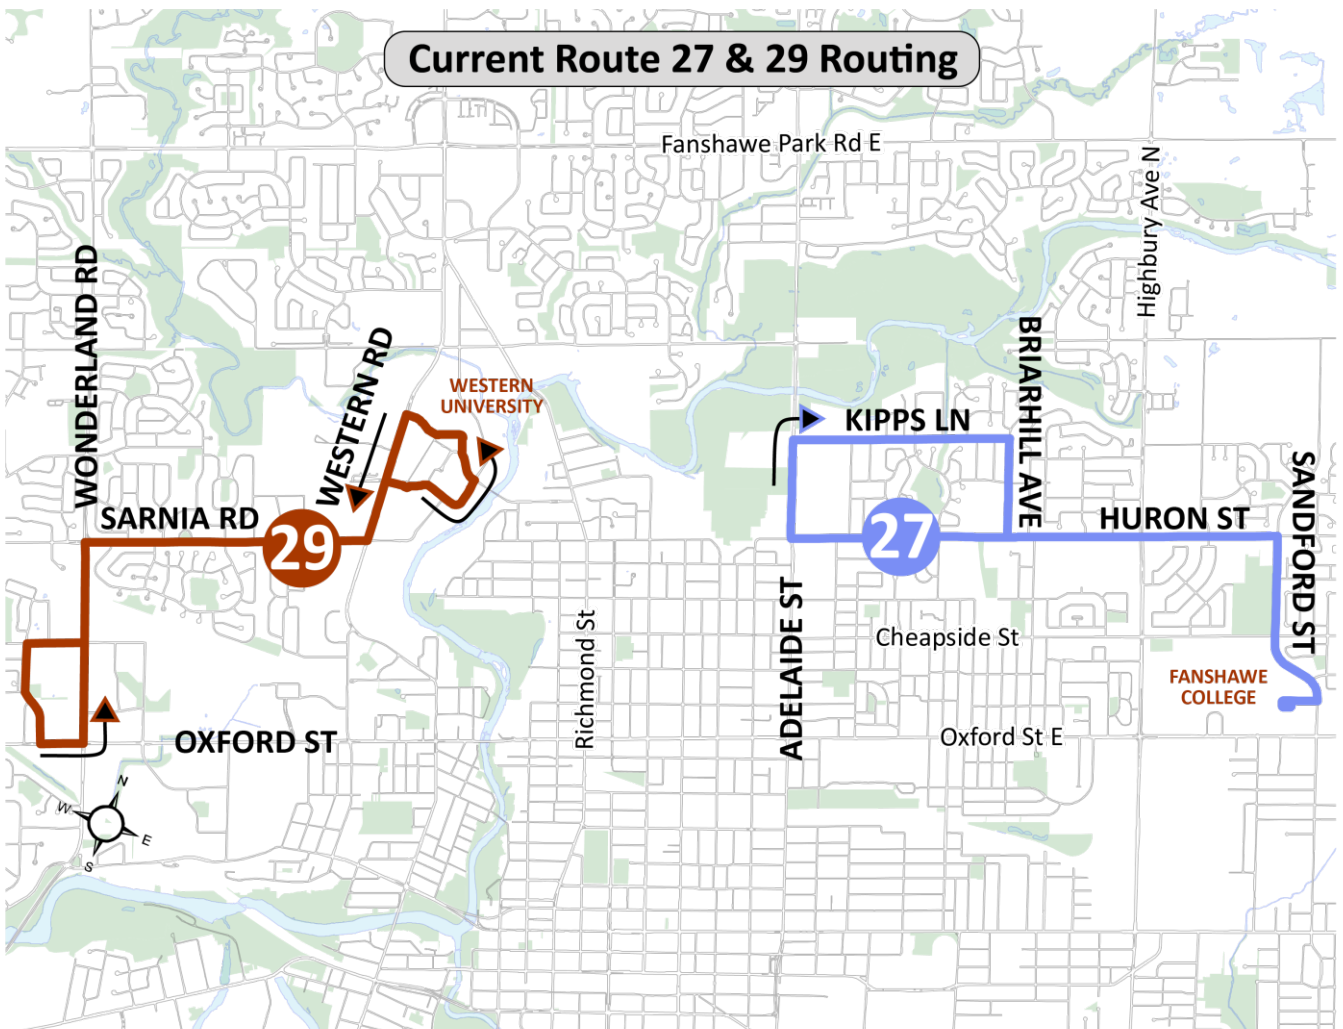 Current Route 27 & 29 Routing
Fanshawe Park Rd E
Highbury Ave N
WONDERLAND RD
WESTERN RD
WESTERN
UNIVERSITY
BRIARHILL AVE
KIPPS LN
SANDFORD ST
SARNIA RD
29
27
HURON ST
ADELAIDE ST
Richmond St
Cheapside St
FANSHAWE
COLLEGE
OXFORD ST
Oxford St E
N
W
E
S